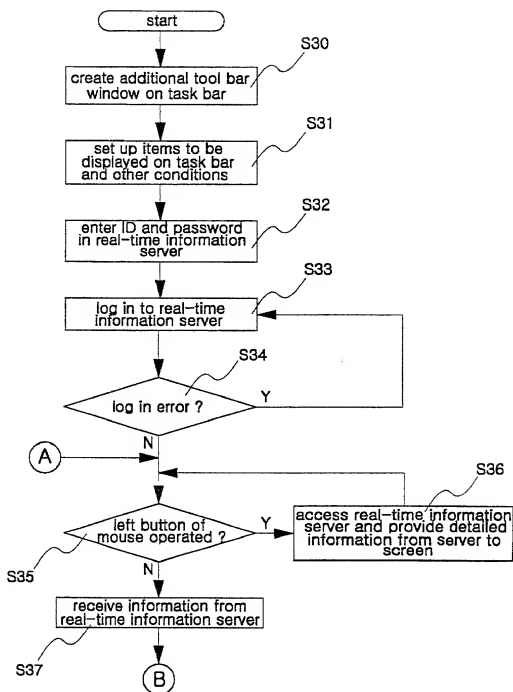 start
S30
create additional tool bar
window on task bar
S31
set up items to be
displayed on task bar
and other conditions
S32
enter ID and password
in real-time information
server
S33
log in to real-time
information server
S34
log in error ?
Y
N
A
S36
access real-time information
server and provide detailed
information from server to
screen
left button of
mouse operated ?
Y
S35
N
receive information from
real-time information server
S37
B